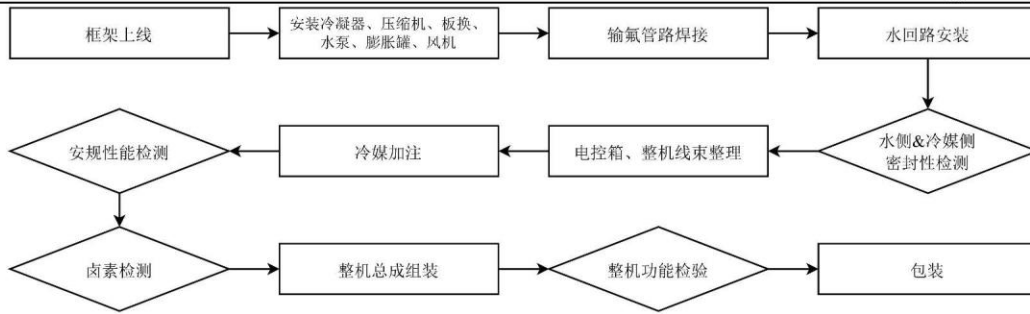 框架上线
安装冷凝器、压缩机、板换、
水泵、膨胀罐、风机
输氟管路焊接
水回路安装
水侧&冷媒侧
密封性检测
电控箱、整机线束整理
冷媒加注
安规性能检测
卤素检测
整机总成组装
整机功能检验
包装